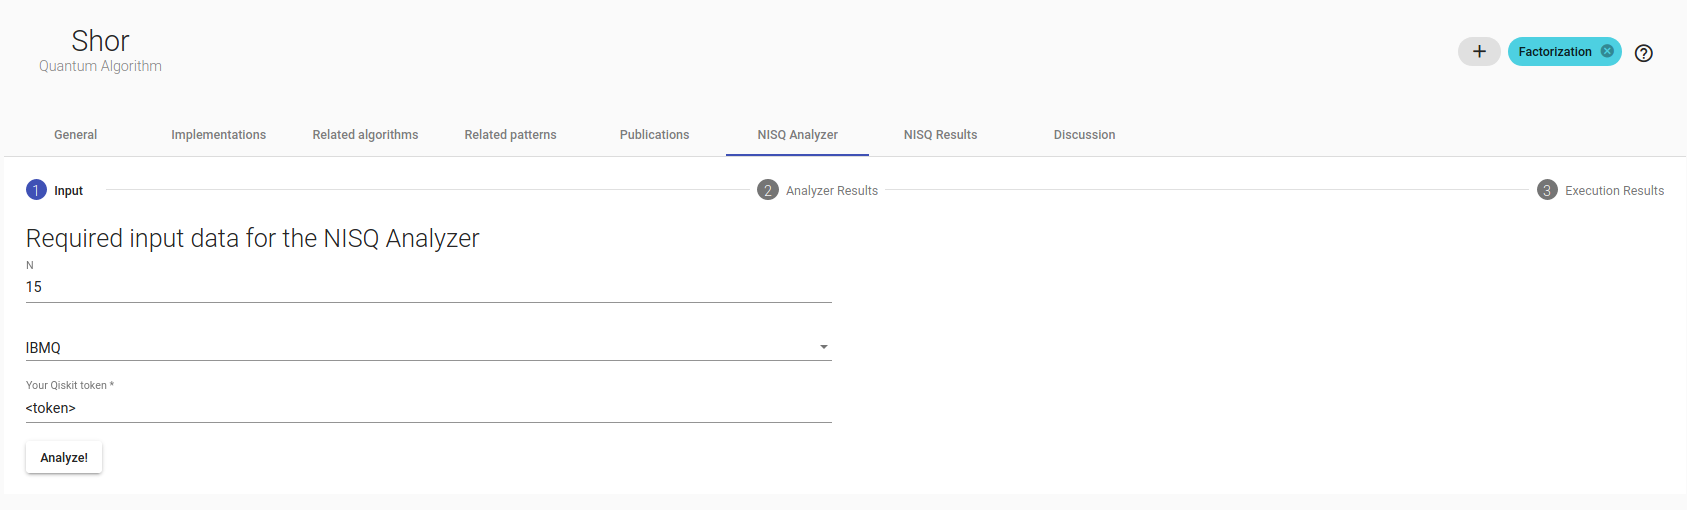 Shor
Quantum Algorithm
+ Factorization
General Implementations Related algorithms Related patterns Publications NISQ Analyzer NISQ Results Discussion
1 Input 2 Analyzer Results 3 Execution Results
Required input data for the NISQ Analyzer
N
15
IBMQ
Your Qiskit token *
<token>
Analyze!